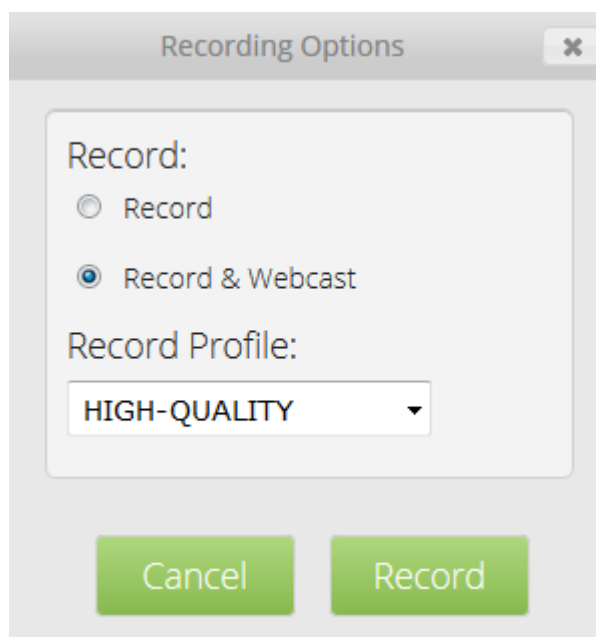 Recording Options
Record:
Record
Record & Webcast
Record Profile:
HIGH-QUALITY
Cancel Record